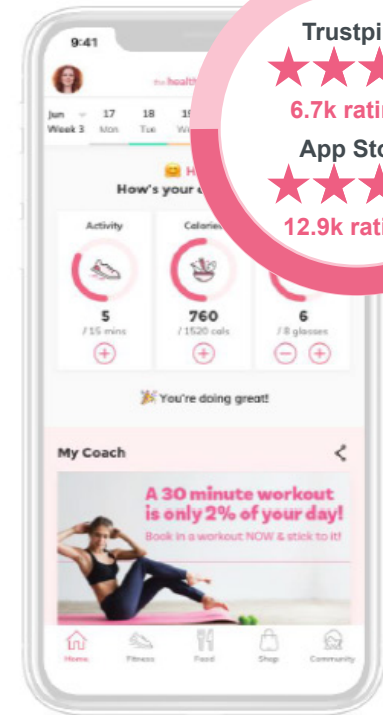 9:41
Trustpi
6.7k ratin
App Sto
12.9k rati
the health
Jun 17 18 19
Week 3 Mon Tue We
H
How's your
Activity Calories
5 760 6
/ 15 mins / 1520 cals / 8 glasses
You're doing great!
My Coach
A 30 minute workout
is only 2% of your day!
Book in a workout NOW & stick to it!
Home Fitness Food Shop Community